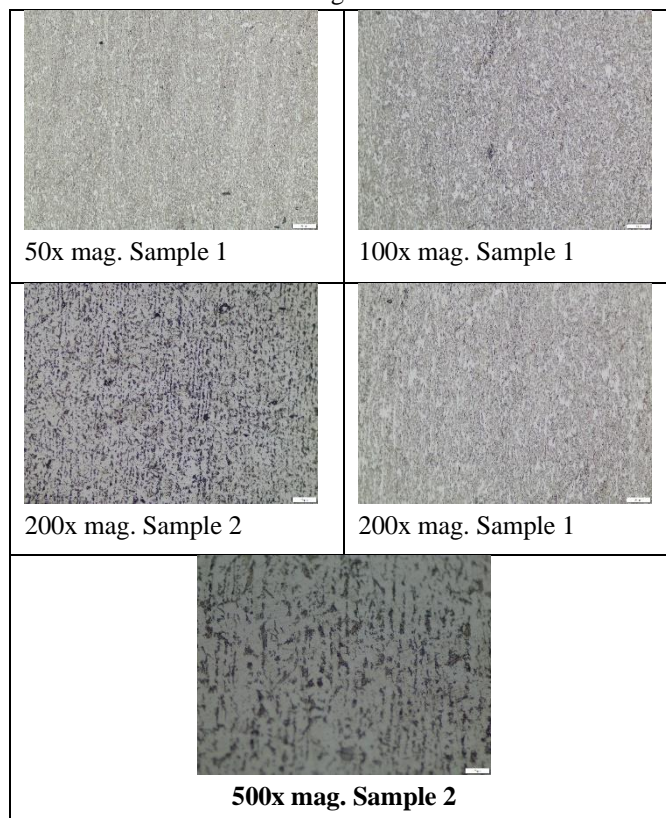 50x mag. Sample 1
100x mag. Sample 1
200x mag. Sample 2
200x mag. Sample 1
500x mag. Sample 2